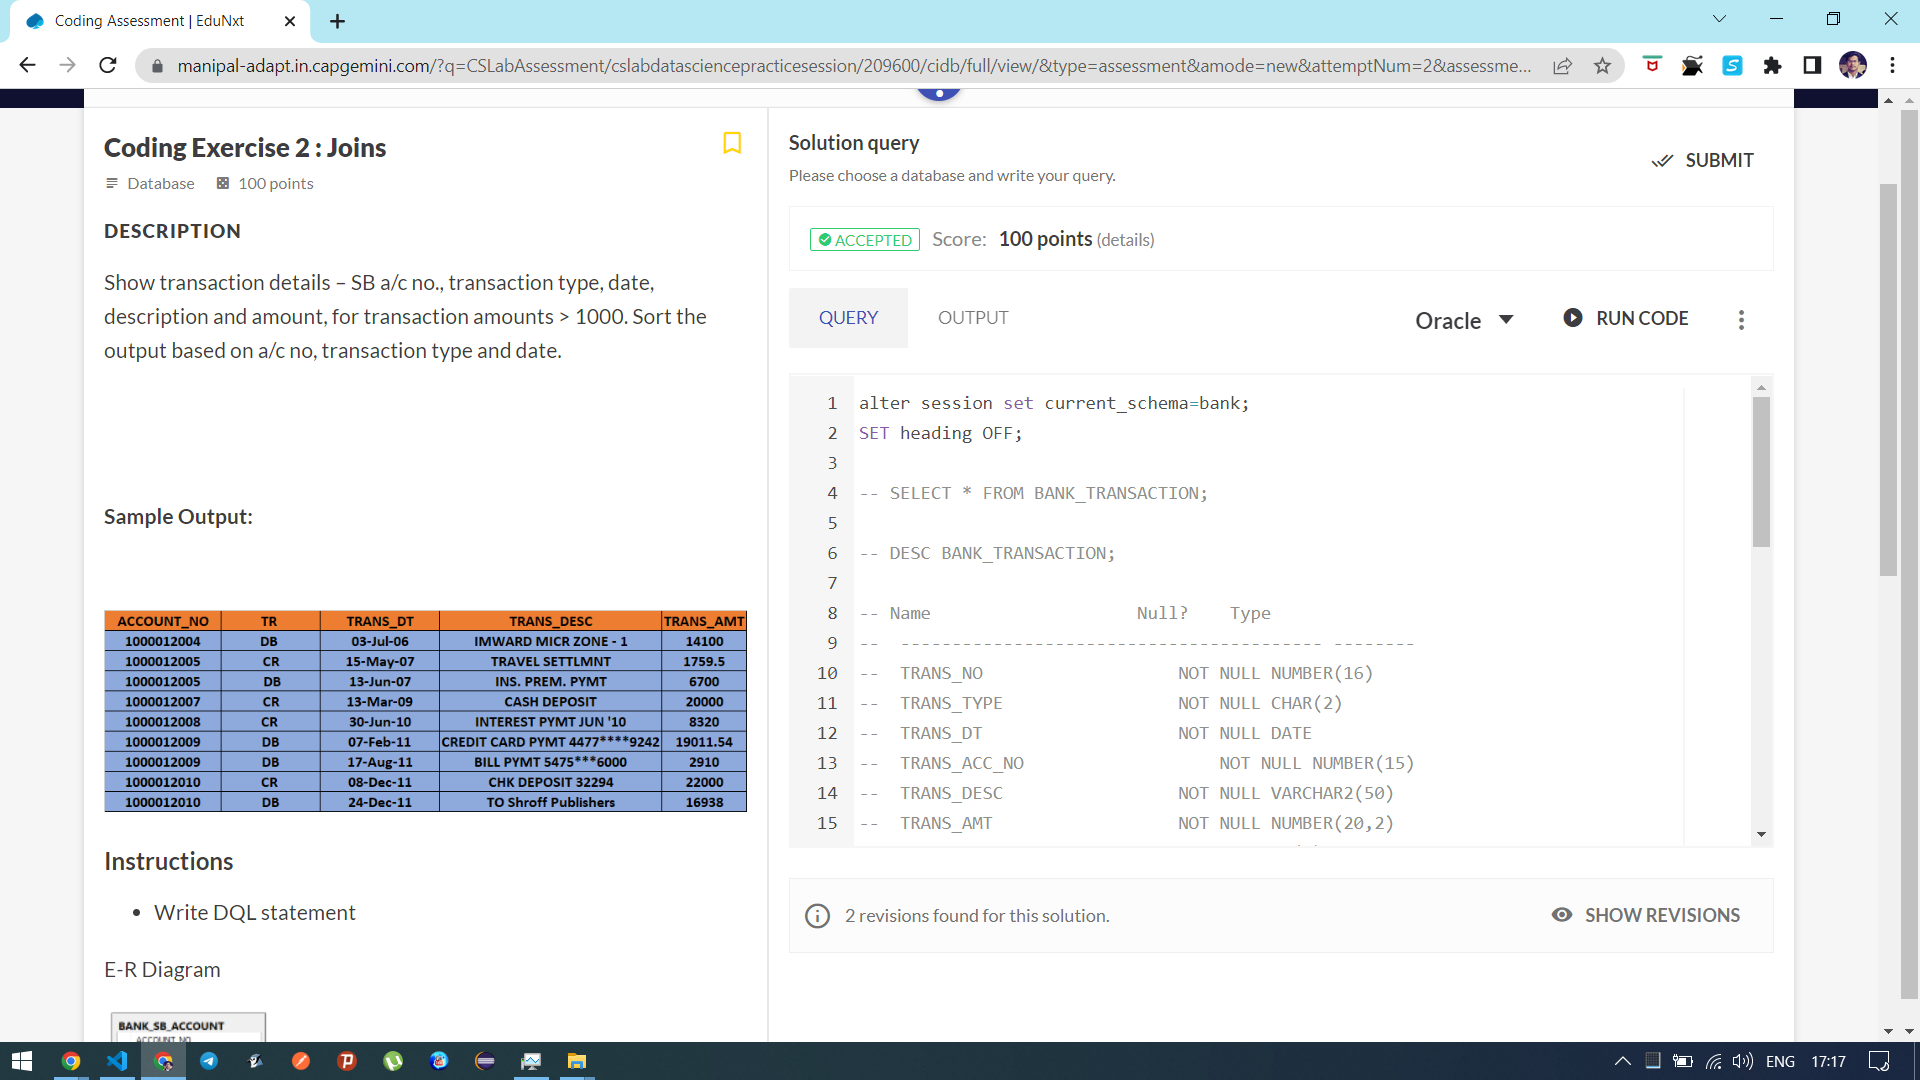 Coding Assessment | EduNxt
manipal-adapt.in.capgemini.com/?q=CSLabAssessment/cslabdatasciencepracticesession/209600/cidb/full/view/&type=assessment&amode=new&attemptNum=2&assessme...
Coding Exercise 2 : Joins
Database 100 points
DESCRIPTION
Show transaction details – SB a/c no., transaction type, date,
description and amount, for transaction amounts > 1000. Sort the
output based on a/c no, transaction type and date.
Sample Output:
ACCOUNT_NO TR TRANS_DT TRANS_DESC TRANS_AMT
1000012004 DB 03-Jul-06 IMWARD MICR ZONE - 1 14100
1000012005 CR 15-May-07 TRAVEL SETTLMNT 1759.5
1000012005 DB 13-Jun-07 INS. PREM. PYMT 6700
1000012007 CR 13-Mar-09 CASH DEPOSIT 20000
1000012008 CR 30-Jun-10 INTEREST PYMT JUN '10 8320
1000012009 DB 07-Feb-11 CREDIT CARD PYMT 4477****9242 19011.54
1000012009 DB 17-Aug-11 BILL PYMT 5475***6000 2910
1000012010 CR 08-Dec-11 CHK DEPOSIT 32294 22000
1000012010 DB 24-Dec-11 TO Shroff Publishers 16938
Instructions
• Write DQL statement
E-R Diagram
BANK_SB_ACCOUNT
ACCOUNT_NO
Solution query
Please choose a database and write your query.
SUBMIT
ACCEPTED Score: 100 points (details)
QUERY OUTPUT Oracle RUN CODE
1 alter session set current_schema=bank;
2 SET heading OFF;
3
4 -- SELECT * FROM BANK_TRANSACTION;
5
6 -- DESC BANK_TRANSACTION;
7
8 -- Name Null? Type
9 -- ----------------------------------------- --------
10 -- TRANS_NO NOT NULL NUMBER(16)
11 -- TRANS_TYPE NOT NULL CHAR(2)
12 -- TRANS_DT NOT NULL DATE
13 -- TRANS_ACC_NO NOT NULL NUMBER(15)
14 -- TRANS_DESC NOT NULL VARCHAR2(50)
15 -- TRANS_AMT NOT NULL NUMBER(20,2)
2 revisions found for this solution. SHOW REVISIONS
ENG 17:17